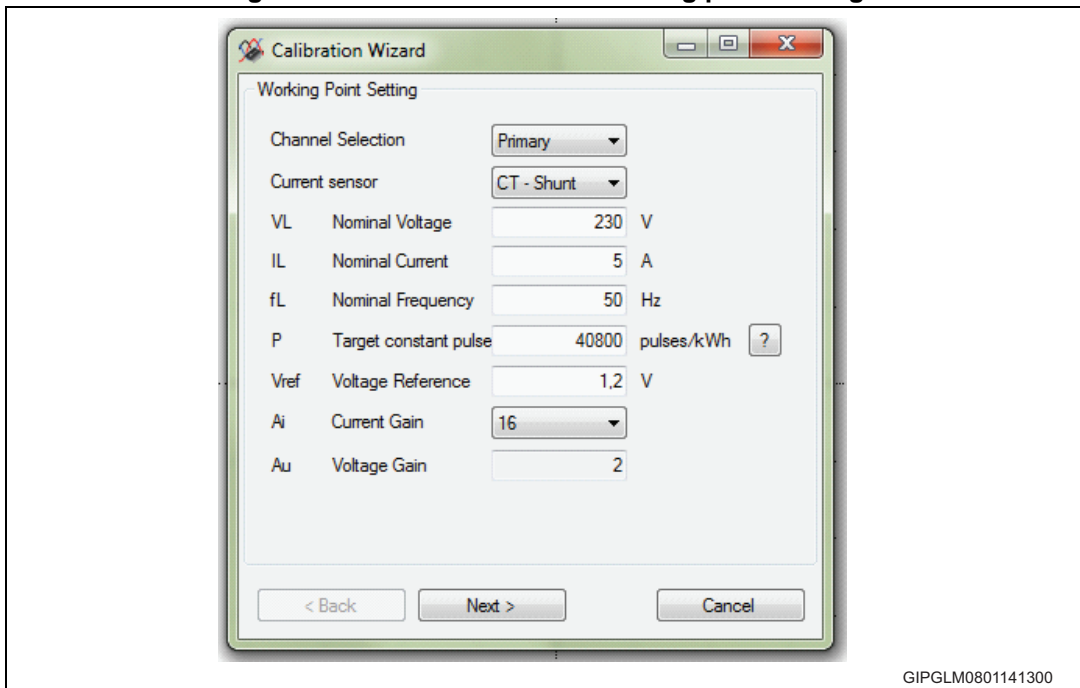 Calibration Wizard
Working Point Setting
Channel Selection Primary
Current sensor CT - Shunt
VL Nominal Voltage 230 V
IL Nominal Current 5 A
fL Nominal Frequency 50 Hz
P Target constant pulse 40800 pulses/kWh ?
Vref Voltage Reference 1,2 V
Ai Current Gain 16
Au Voltage Gain 2
< Back Next > Cancel
GIPGLM0801141300